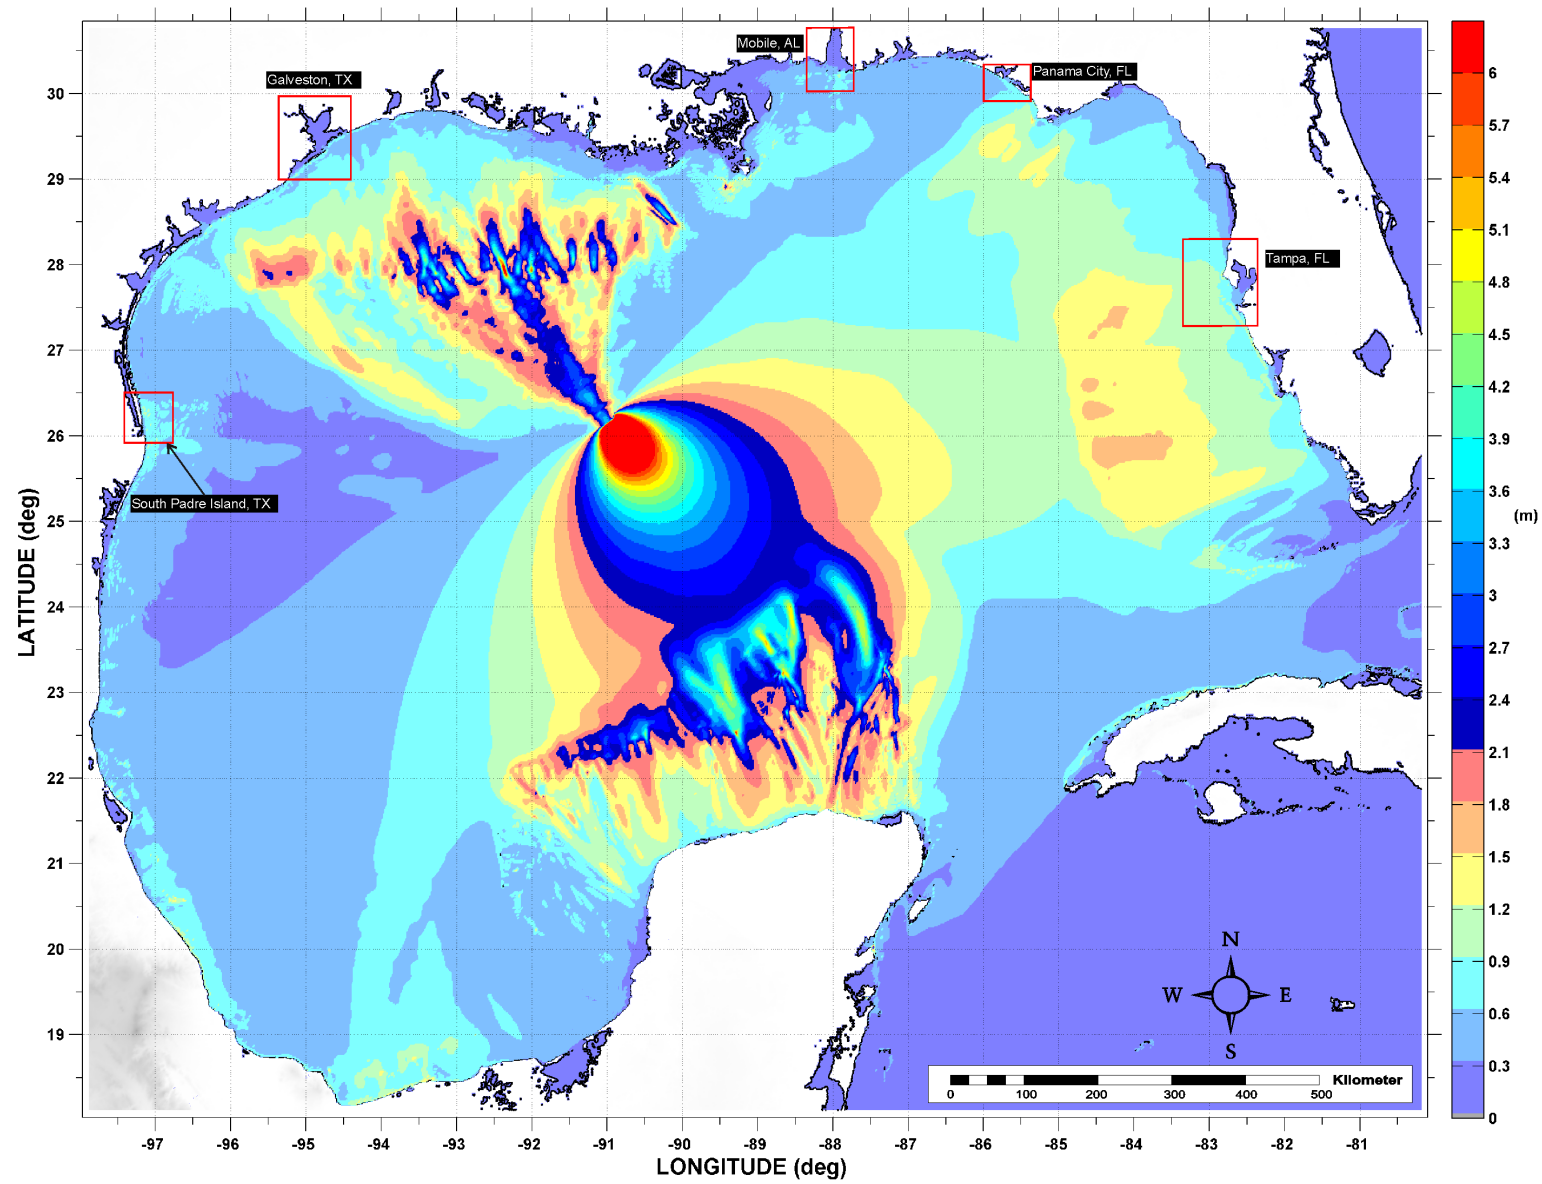 Mobile, AL
Galveston, TX
Panama City, FL
Tampa, FL
South Padre Island, TX
30
29
28
27
26
25
24
23
22
21
20
19
LATITUDE (deg)
-97 -96 -95 -94 -93 -92 -91 -90 -89 -88 -87 -86 -85 -84 -83 -82 -81
LONGITUDE (deg)
N
W E
S
Kilometer
0 100 200 300 400 500
6
5.7
5.4
5.1
4.8
4.5
4.2
3.9
3.6
(m)
3.3
3
2.7
2.4
2.1
1.8
1.5
1.2
0.9
0.6
0.3
0